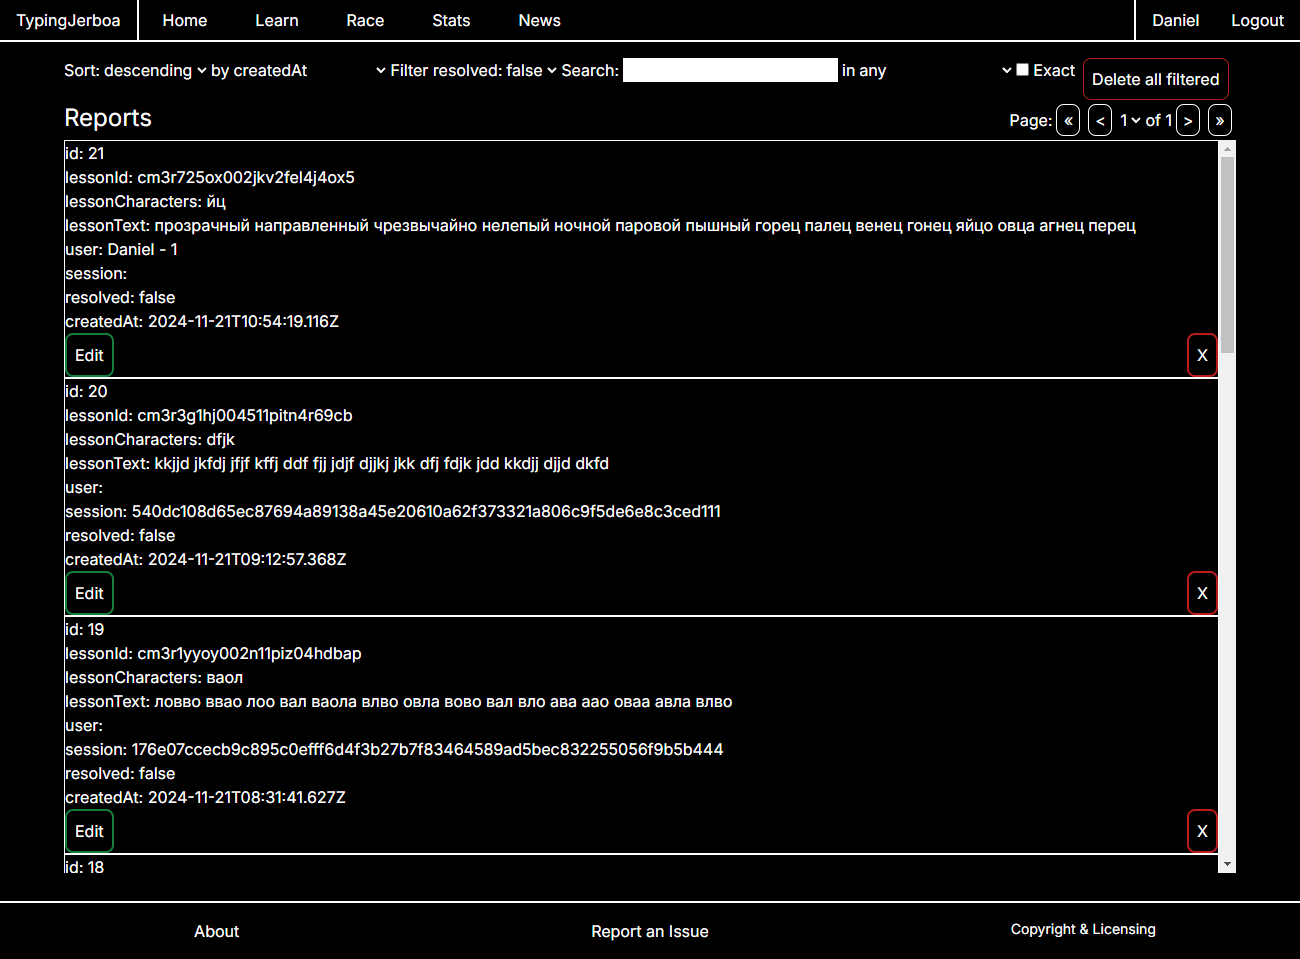 TypingJerboa Home Learn Race Stats News Daniel Logout
Sort: descending by createdAt Filter resolved: false Search: in any Exact Delete all filtered
Reports Page: « < 1 of 1 > »
id: 21
lessonId: cm3r725ox002jkv2fel4j4ox5
lessonCharacters: йц
lessonText: прозрачный направленный чрезвычайно нелепый ночной паровой пышный горец палец венец гонец яйцо овца агнец перец
user: Daniel - 1
session:
resolved: false
createdAt: 2024-11-21T10:54:19.116Z
Edit X
id: 20
lessonId: cm3r3g1hj004511pitn4r69cb
lessonCharacters: dfjk
lessonText: kkjjd jkfdj jfjf kffj ddf fjj jdjf djjkj jkk dfj fdjk jdd kkdjj djjd dkfd
user:
session: 540dc108d65ec87694a89138a45e20610a62f373321a806c9f5de6e8c3ced111
resolved: false
createdAt: 2024-11-21T09:12:57.368Z
Edit X
id: 19
lessonId: cm3r1yyoy002n11piz04hdbap
lessonCharacters: ваол
lessonText: ловво ввао лоо вал ваола влво овла вово вал вло ава аао оваа авла влво
user:
session: 176e07ccecb9c895c0efff6d4f3b27b7f83464589ad5bec832255056f9b5b444
resolved: false
createdAt: 2024-11-21T08:31:41.627Z
Edit X
id: 18
About Report an Issue Copyright & Licensing